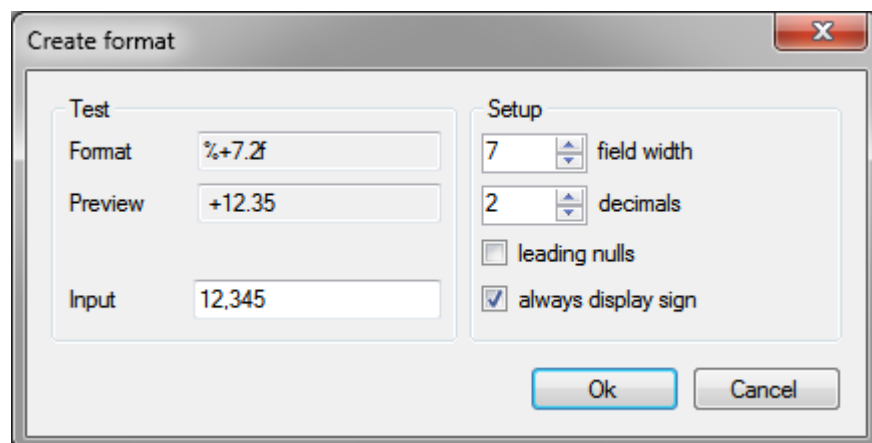 Create format
Test
Format %+7.2f
Preview +12.35
Input 12,345
Setup
7 field width
2 decimals
leading nulls
always display sign
Ok Cancel